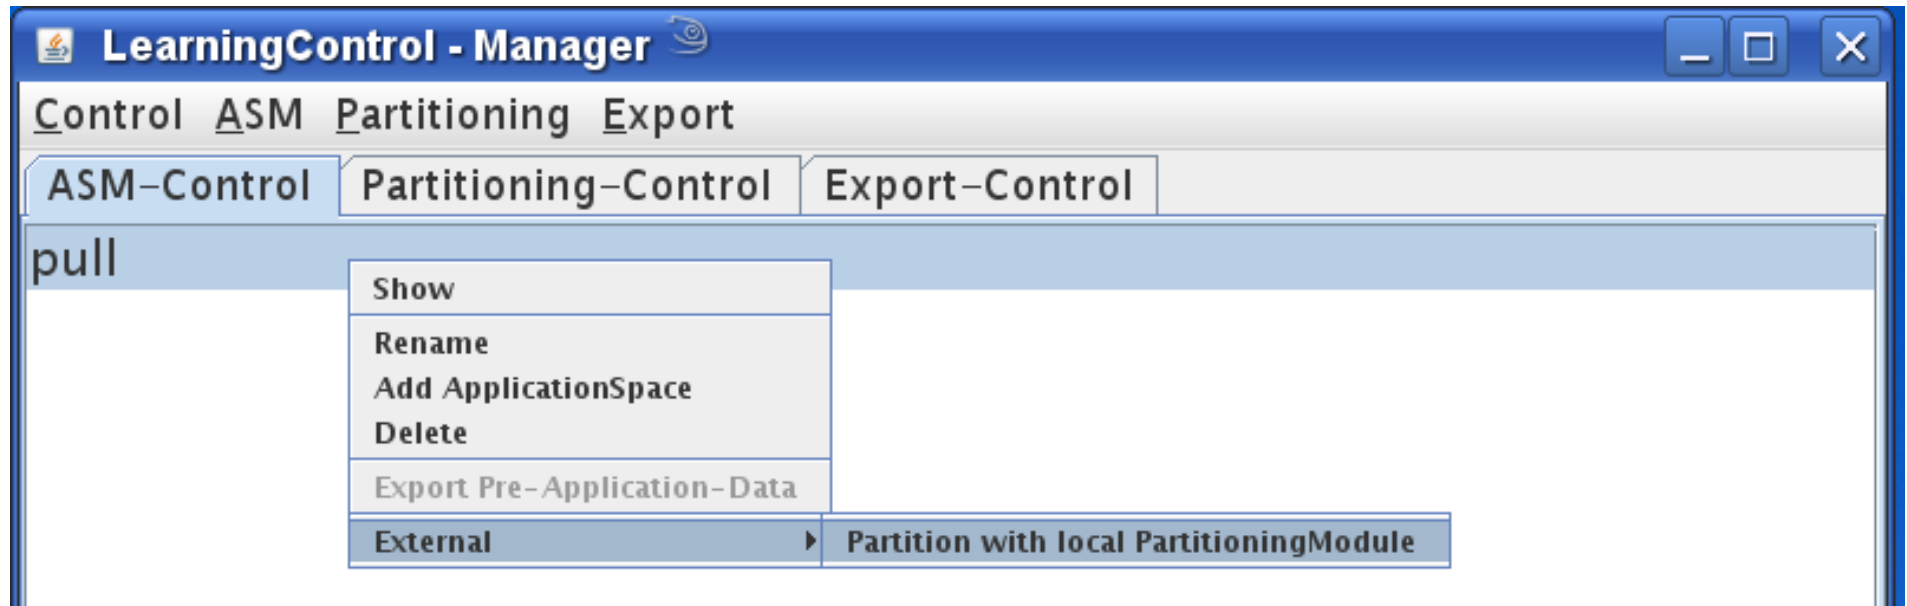 LearningControl - Manager
Control ASM Partitioning Export
ASM-Control Partitioning-Control Export-Control
pull
Show
Rename
Add ApplicationSpace
Delete
Export Pre-Application-Data
External Partition with local PartitioningModule